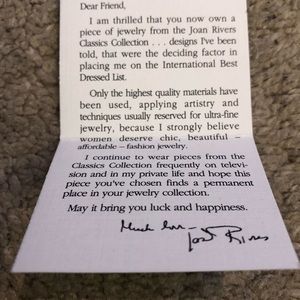 Dear Friend,
I am thrilled that you now own a
piece of jewelry from the Joan Rivers
Classics Collection . . . designs I've been
told, that were the deciding factor in
placing me on the International Best
Dressed List.
Only the highest quality materials have
been used, applying artistry and
techniques usually reserved for ultra-fine
jewelry, because I strongly believe
women deserve chic, beautiful –
affordable – fashion jewelry.
I continue to wear pieces from the
Classics Collection frequently on televi-
sion and in my private life and hope this
piece you've chosen finds a permanent
place in your jewelry collection.
May it bring you luck and happiness.
Much love –
Joan Rivers